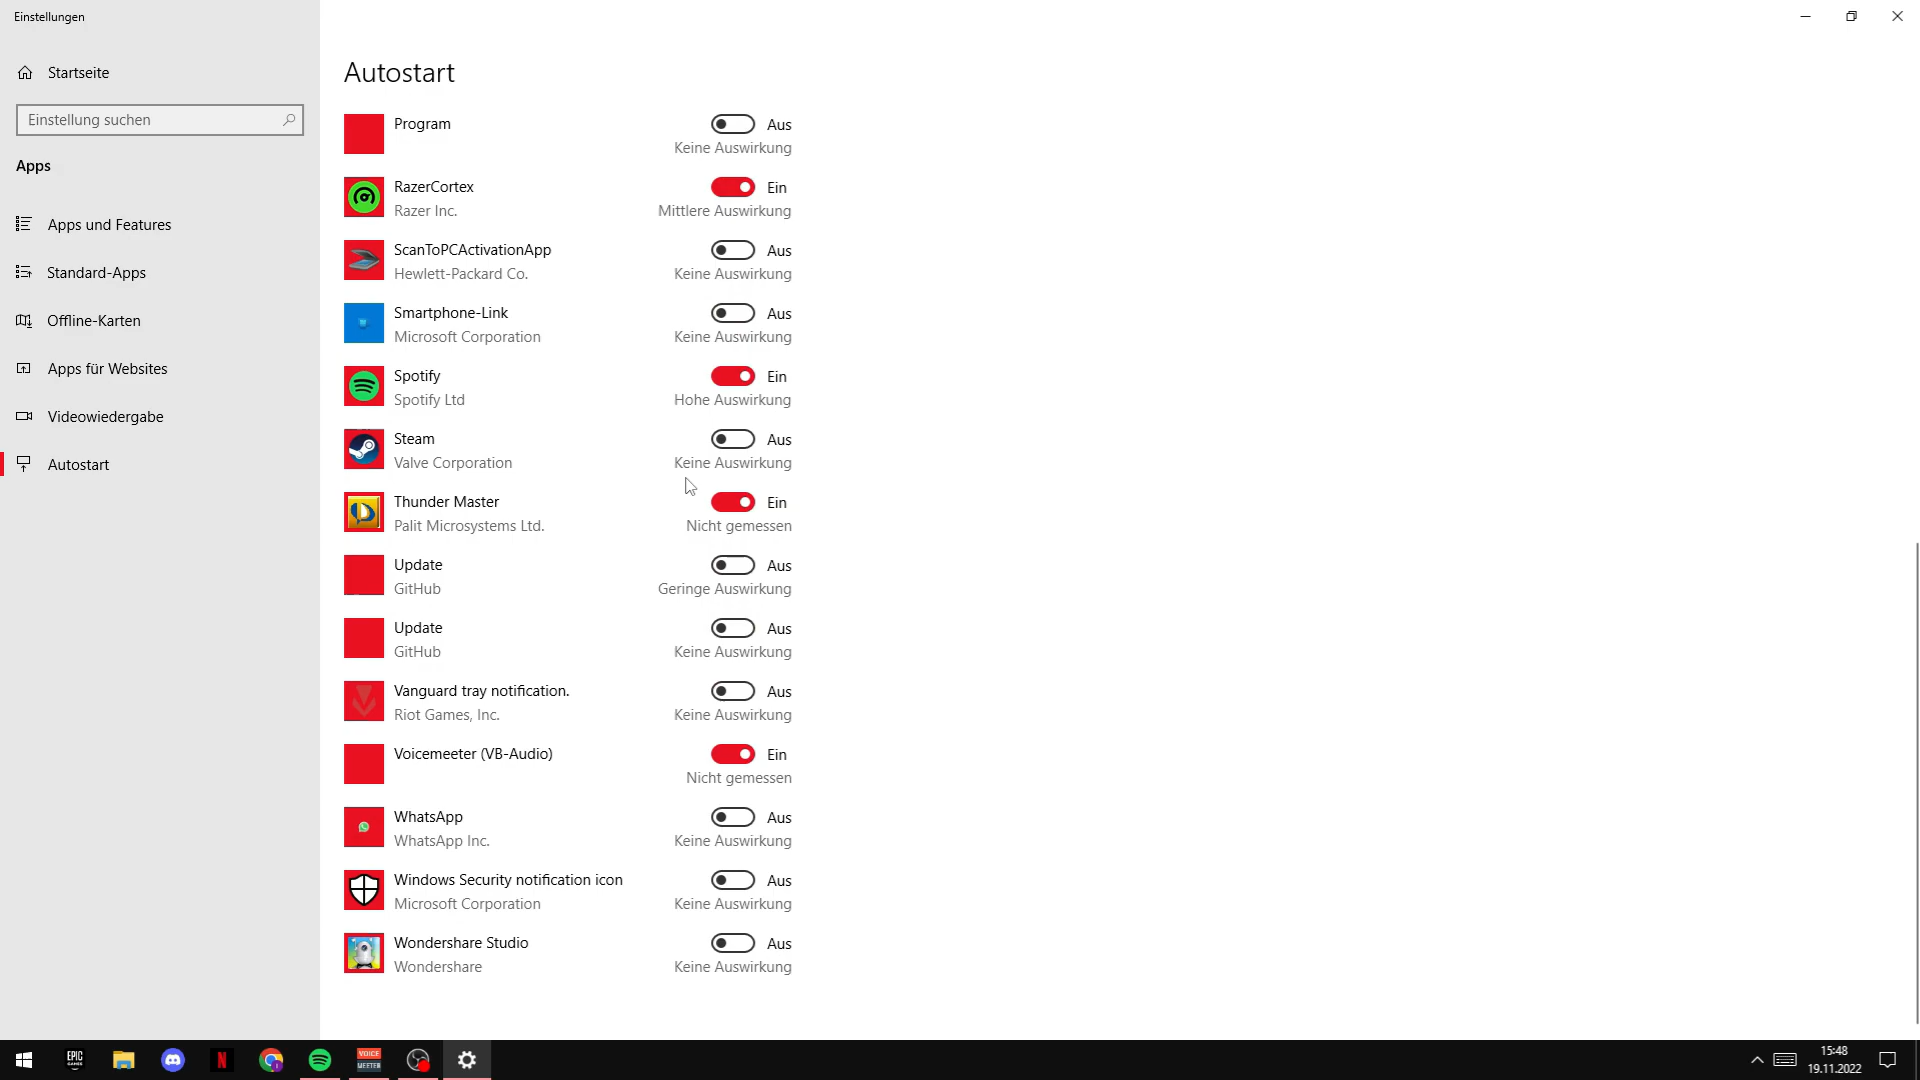 Einstellungen
Startseite
Einstellung suchen
Apps
Apps und Features
Standard-Apps
Offline-Karten
Apps für Websites
Videowiedergabe
Autostart
Autostart
Program
Aus
Keine Auswirkung
RazerCortex
Ein
Razer Inc.
Mittlere Auswirkung
ScanToPCActivationApp
Aus
Hewlett-Packard Co.
Keine Auswirkung
Smartphone-Link
Aus
Microsoft Corporation
Keine Auswirkung
Spotify
Ein
Spotify Ltd
Hohe Auswirkung
Steam
Aus
Valve Corporation
Keine Auswirkung
Thunder Master
Ein
Palit Microsystems Ltd.
Nicht gemessen
Update
Aus
GitHub
Geringe Auswirkung
Update
Aus
GitHub
Keine Auswirkung
Vanguard tray notification.
Aus
Riot Games, Inc.
Keine Auswirkung
Voicemeeter (VB-Audio)
Ein
Nicht gemessen
WhatsApp
Aus
WhatsApp Inc.
Keine Auswirkung
Windows Security notification icon
Aus
Microsoft Corporation
Keine Auswirkung
Wondershare Studio
Aus
Wondershare
Keine Auswirkung
EPIC
GAMES
VOICE
MEETER
15:48
19.11.2022